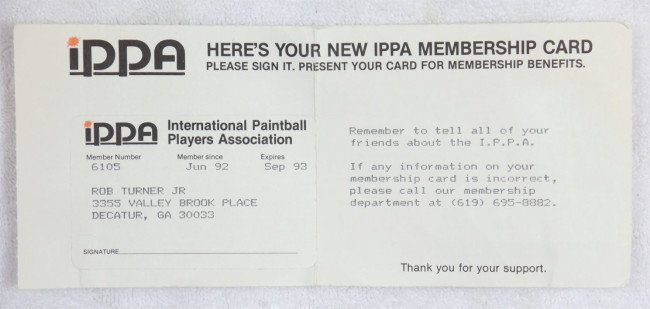 ippa HERE'S YOUR NEW IPPA MEMBERSHIP CARD
PLEASE SIGN IT. PRESENT YOUR CARD FOR MEMBERSHIP BENEFITS.
ippa International Paintball
Players Association
Member Number Member since Expires
6105 Jun 92 Sep 93
ROB TURNER JR
3355 VALLEY BROOK PLACE
DECATUR, GA 30033
SIGNATURE
Remember to tell all of your
friends about the I.P.P.A.
If any information on your
membership card is incorrect,
please call our membership
department at (619) 695-8882.
Thank you for your support.